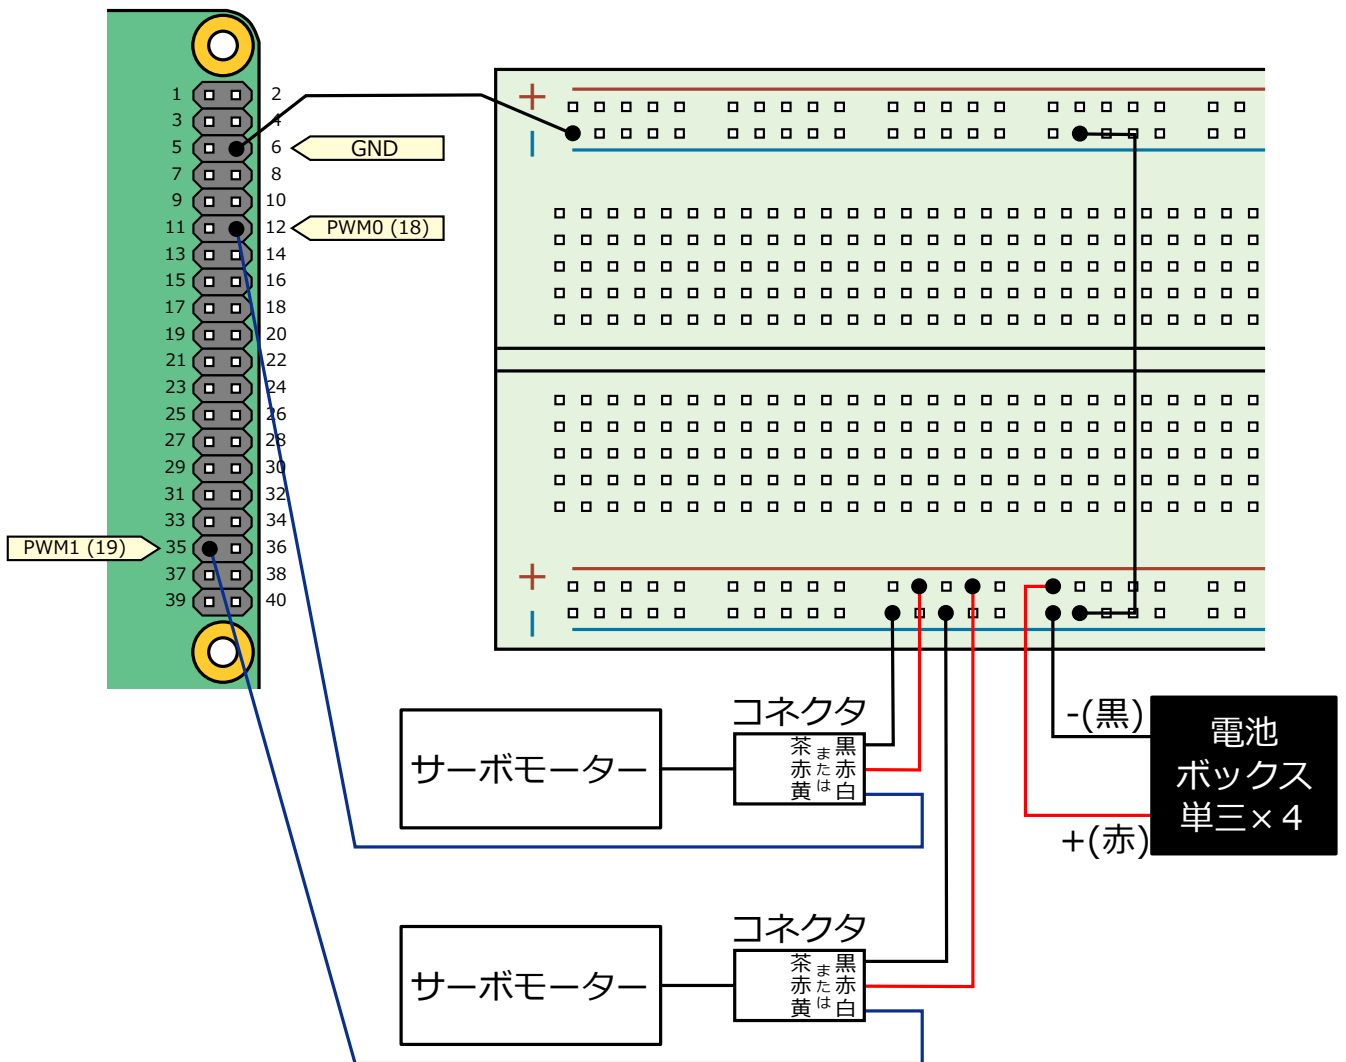 1 2
3 4
5 6
GND
7 8
9 10
11 12
PWM0 (18)
13 14
15 16
17 18
19 20
21 22
23 24
25 26
27 28
29 30
31 32
33 34
PWM1 (19)
35 36
37 38
39 40
+
-
+
-
コネクタ
サーボモーター
茶 または 黒
赤 赤
黄 白
-(黒)
+(赤)
電池
ボックス
単三×4
コネクタ
サーボモーター
茶 または 黒
赤 赤
黄 白